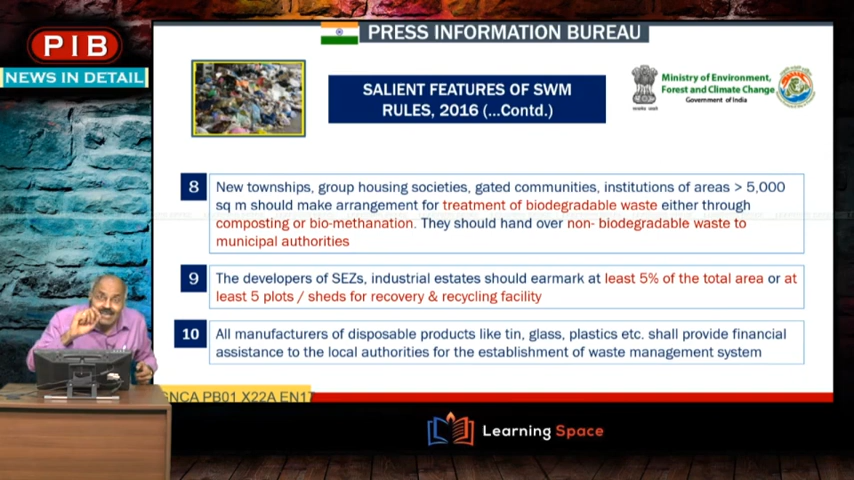 PRESS INFORMATION BUREAU
PIB
NEWS IN DETAIL
SALIENT FEATURES OF SWM
RULES, 2016 (...Contd.)
Ministry of Environment,
Forest and Climate Change
Government of India
8
New townships, group housing societies, gated communities, institutions of areas > 5,000
sq m should make arrangement for treatment of biodegradable waste either through
composting or bio-methanation. They should hand over non- biodegradable waste to
municipal authorities
9
The developers of SEZs, industrial estates should earmark at least 5% of the total area or at
least 5 plots / sheds for recovery & recycling facility
10
All manufacturers of disposable products like tin, glass, plastics etc. shall provide financial
assistance to the local authorities for the establishment of waste management system
SNCA PB01 X22A EN17
Learning Space